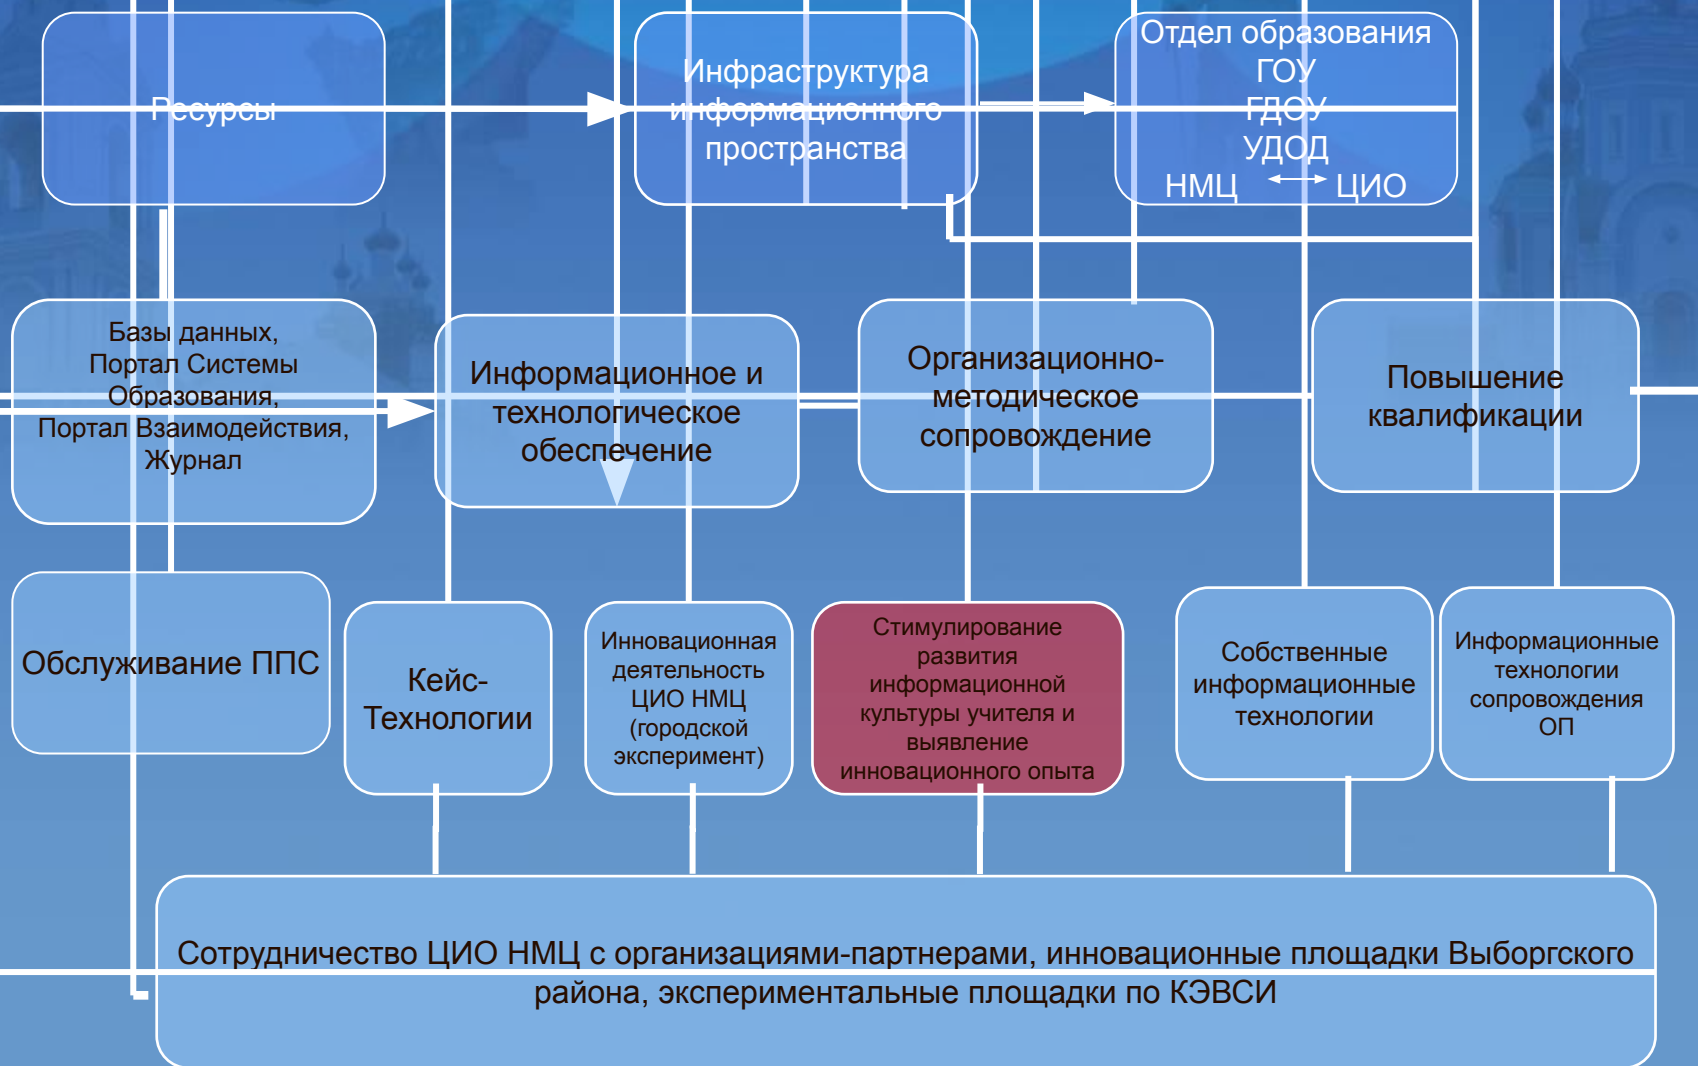 Ресурсы
Инфраструктура
информационного
пространства
Отдел образования
ГОУ
ГДОУ
УДОД
НМЦ ЦИО
Базы данных,
Портал Системы
Образования,
Портал Взаимодействия,
Журнал
Информационное и
технологическое
обеспечение
Организационно-
методическое
сопровождение
Повышение
квалификации
Обслуживание ППС
Кейс-
Технологии
Инновационная
деятельность
ЦИО НМЦ
(городской
эксперимент)
Стимулирование
развития
информационной
культуры учителя и
выявление
инновационного опыта
Собственные
информационные
технологии
Информационные
технологии
сопровождения
ОП
Сотрудничество ЦИО НМЦ с организациями-партнерами, инновационные площадки Выборгского
района, экспериментальные площадки по КЭВСИ